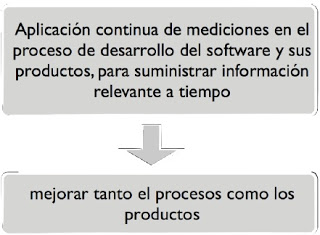 Aplicación continua de mediciones en el
proceso de desarrollo del software y sus
productos, para suministrar información
relevante a tiempo
mejorar tanto el procesos como los
productos